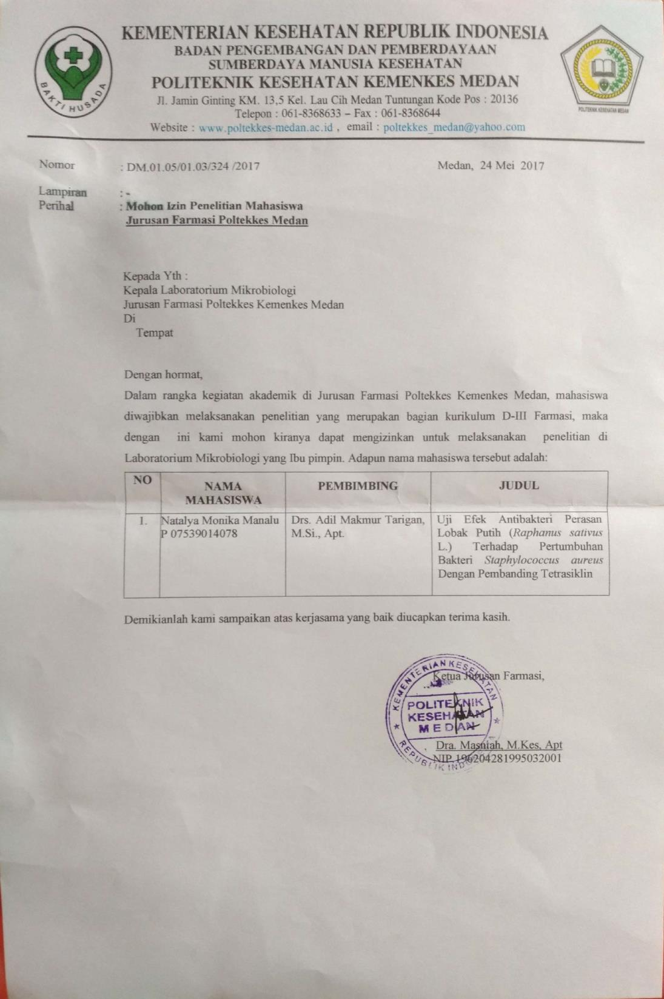 KEMENTERIAN KESEHATAN REPUBLIK INDONESIA
BADAN PENGEMBANGAN DAN PEMBERDAYAAN
SUMBERDAYA MANUSIA KESEHATAN
POLITEKNIK KESEHATAN KEMENKES MEDAN
Jl. Jamin Ginting KM. 13,5 Kel. Lau Cih Medan Tuntungan Kode Pos : 20136
Telepon : 061-8368633 – Fax : 061-8368644
Website : www.poltekkes-medan.ac.id , email : poltekkes_medan@yahoo.com
BAKTI HUSADA
POLITEKNIK KESEHATAN MEDAN
Nomor : DM.01.05/01.03/324 /2017 Medan, 24 Mei 2017
Lampiran : -
Perihal : Mohon Izin Penelitian Mahasiswa
Jurusan Farmasi Poltekkes Medan
Kepada Yth :
Kepala Laboratorium Mikrobiologi
Jurusan Farmasi Poltekkes Kemenkes Medan
Di
Tempat
Dengan hormat,
Dalam rangka kegiatan akademik di Jurusan Farmasi Poltekkes Kemenkes Medan, mahasiswa
diwajibkan melaksanakan penelitian yang merupakan bagian kurikulum D-III Farmasi, maka
dengan ini kami mohon kiranya dapat mengizinkan untuk melaksanakan penelitian di
Laboratorium Mikrobiologi yang Ibu pimpin. Adapun nama mahasiswa tersebut adalah:
NO NAMA PEMBIMBING JUDUL
MAHASISWA
1. Natalya Monika Manalu Drs. Adil Makmur Tarigan, Uji Efek Antibakteri Perasan
P 07539014078 M.Si., Apt. Lobak Putih (Raphanus sativus
L.) Terhadap Pertumbuhan
Bakteri Staphylococcus aureus
Dengan Pembanding Tetrasiklin
Demikianlah kami sampaikan atas kerjasama yang baik diucapkan terima kasih.
Ketua Jurusan Farmasi,
KEMENTERIAN KESEHATAN
POLITEKNIK
KESEHATAN
MEDAN
REPUBLIK INDONESIA
Dra. Masniah, M.Kes, Apt
NIP. 196204281995032001